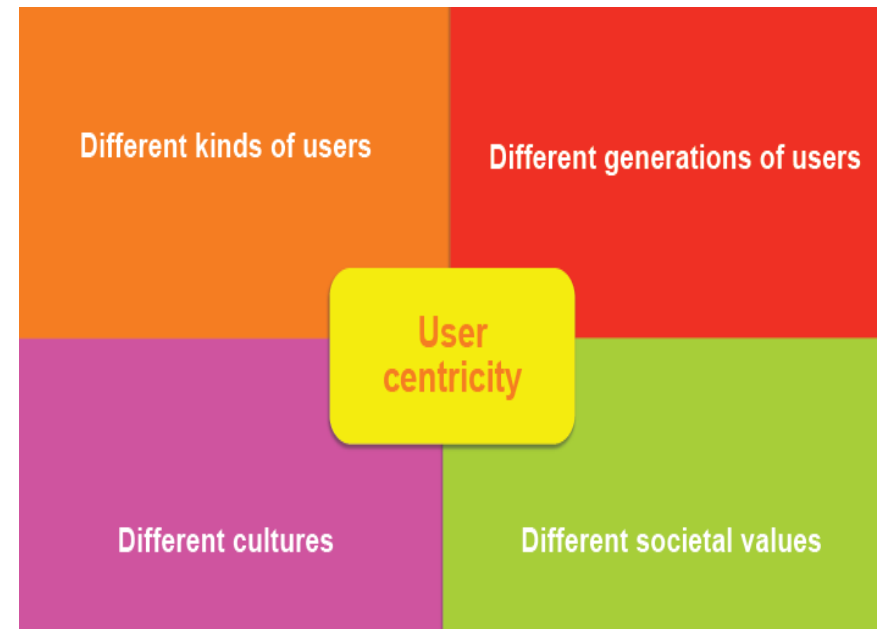 Different kinds of users
Different generations of users
User
centricity
Different cultures
Different societal values